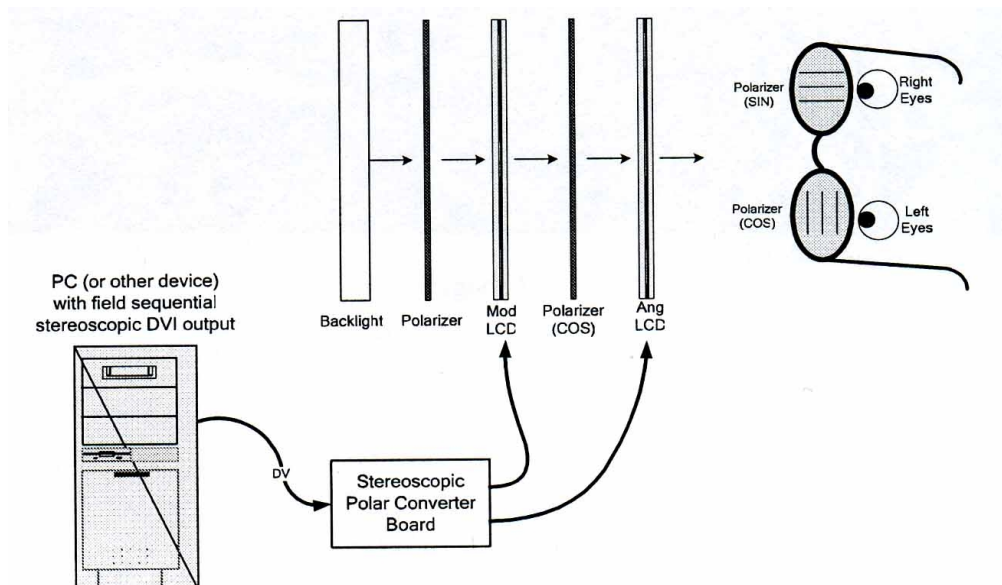 Polarizer
(SIN)
Right
Eyes
Polarizer
(COS)
Left
Eyes
PC (or other device)
with field sequential
stereoscopic DVI output
Backlight
Polarizer
Mod
LCD
Polarizer
(COS)
Ang
LCD
DV
Stereoscopic
Polar Converter
Board